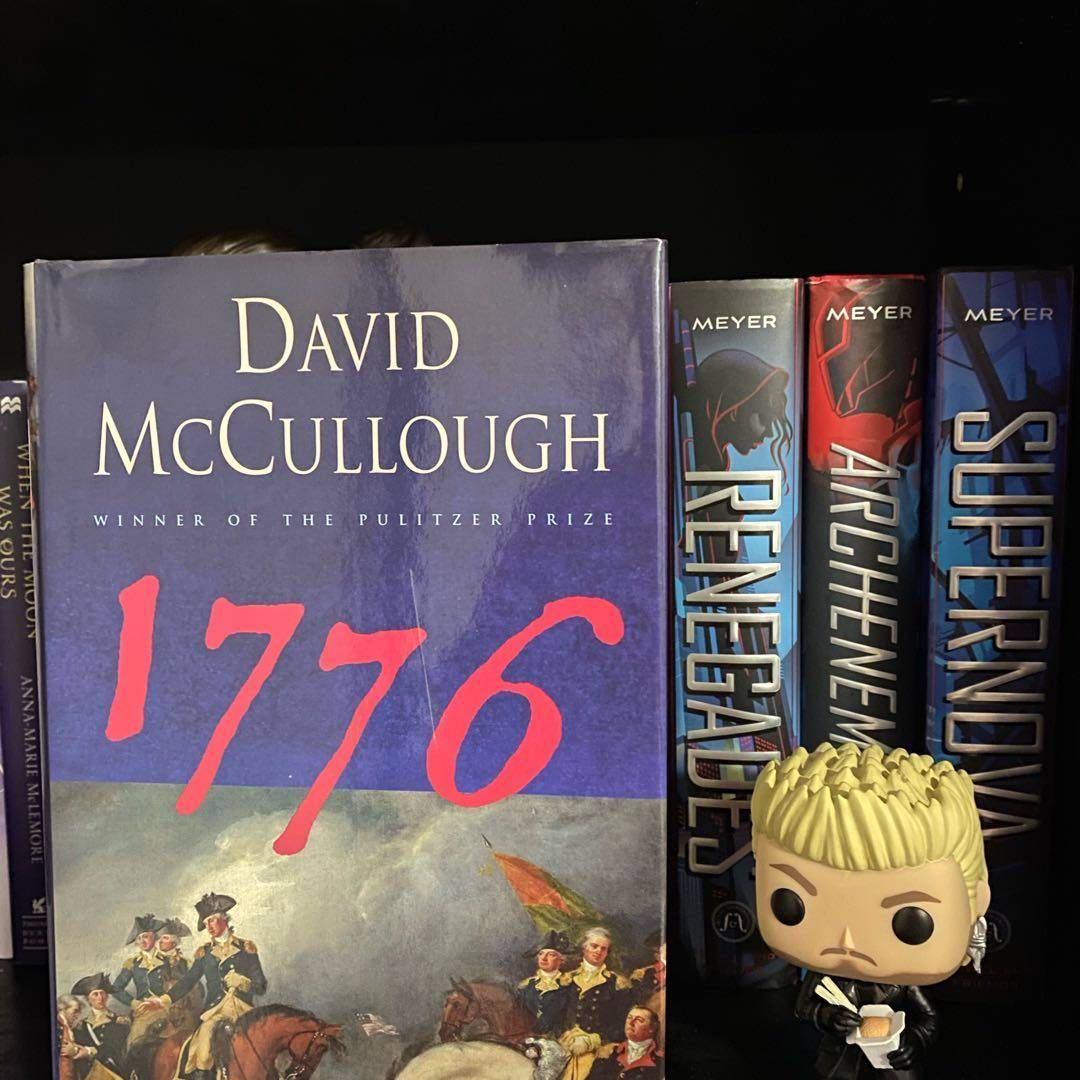 DAVID
MCCULLOUGH
WINNER OF THE PULITZER PRIZE
1776
WHEN THE MOON
WAS OURS
ANNA-MARIE MCLEMORE
MEYER
RENEGADES
MEYER
ARCHENEM
MEYER
SUPERNOVA